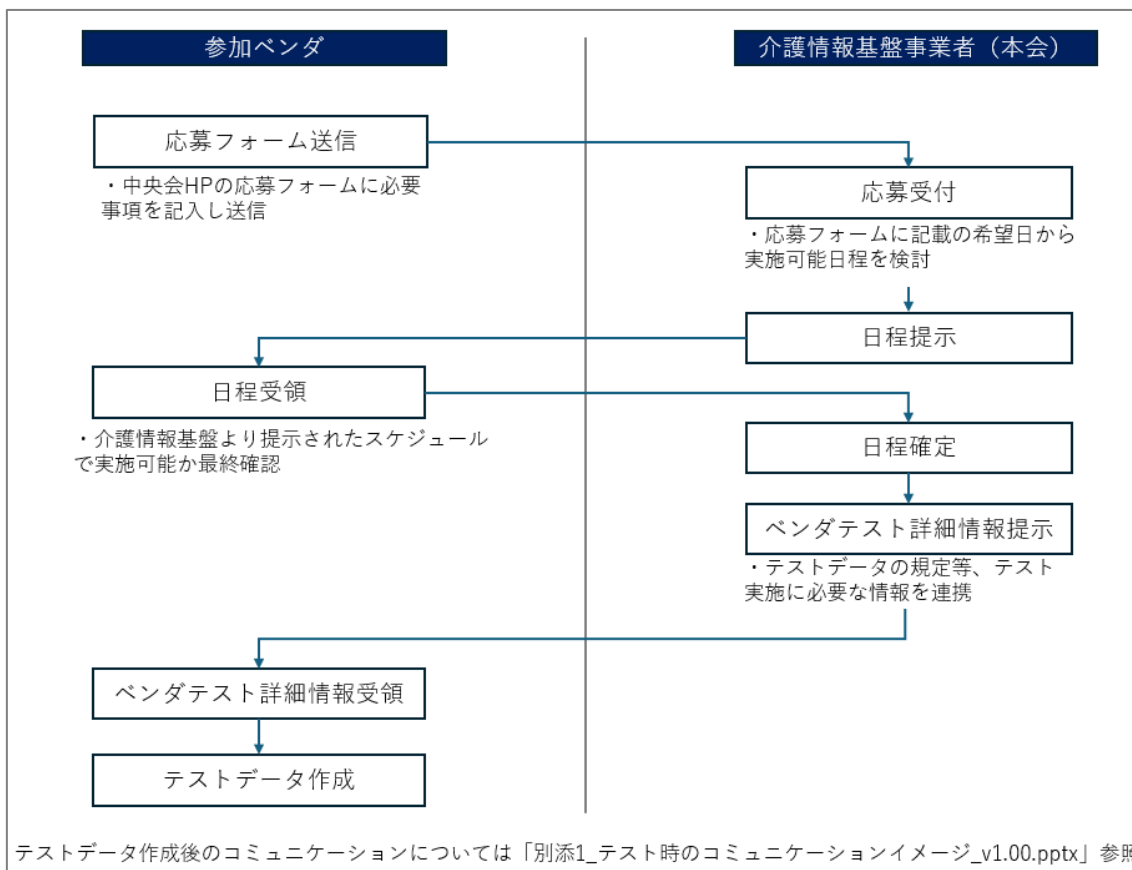 参加ベンダ
介護情報基盤事業者（本会）
応募フォーム送信
・中央会HPの応募フォームに必要
事項を記入し送信
応募受付
・応募フォームに記載の希望日から
実施可能日程を検討
日程提示
日程受領
・介護情報基盤より提示されたスケジュール
で実施可能か最終確認
日程確定
ベンダテスト詳細情報提示
・テストデータの規定等、テスト
実施に必要な情報を連携
ベンダテスト詳細情報受領
テストデータ作成
テストデータ作成後のコミュニケーションについては「別添1_テスト時のコミュニケーションイメージ_v1.00.pptx」参照